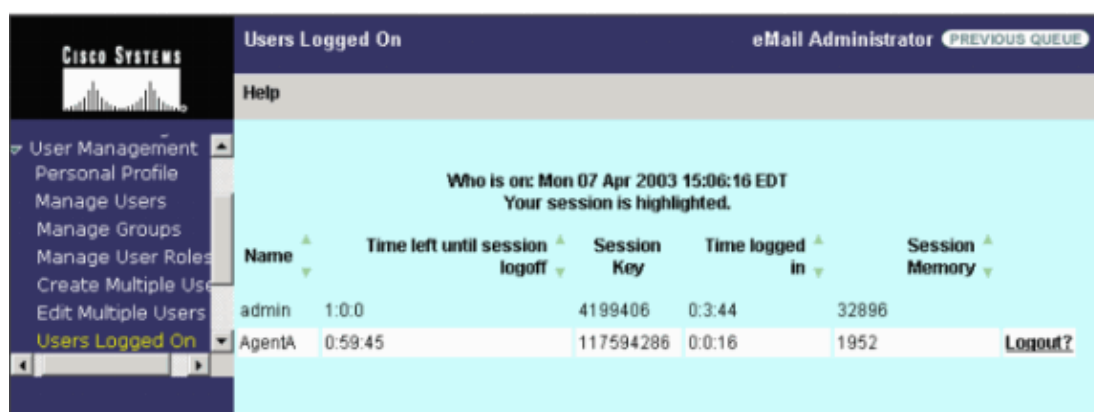 CISCO SYSTEMS
Users Logged On
eMail Administrator PREVIOUS QUEUE
Help
User Management
Personal Profile
Manage Users
Manage Groups
Manage User Roles
Create Multiple Use
Edit Multiple Users
Users Logged On
Who is on: Mon 07 Apr 2003 15:06:16 EDT
Your session is highlighted.
Name Time left until session logoff Session Key Time logged in Session Memory
admin 1:0:0 4199406 0:3:44 32896
AgentA 0:59:45 117594286 0:0:16 1952 Logout?